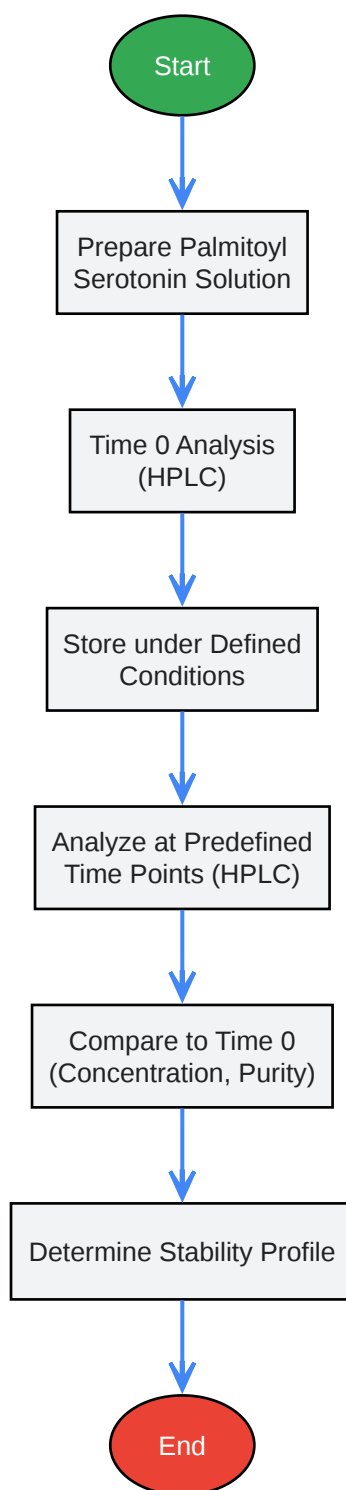 Start
Prepare Palmitoyl
Serotonin Solution
Time 0 Analysis
(HPLC)
Store under Defined
Conditions
Analyze at Predefined
Time Points (HPLC)
Compare to Time 0
(Concentration, Purity)
Determine Stability Profile
End